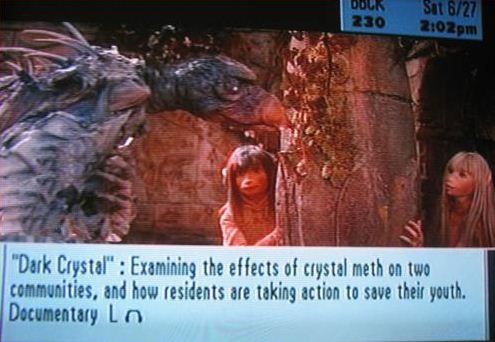 Sat 6/27
230 2:02pm
"Dark Crystal" : Examining the effects of crystal meth on two
communities, and how residents are taking action to save their youth.
Documentary L